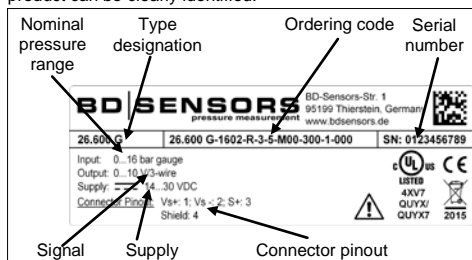 product can be clearly identified.
Nominal pressure range
Type designation
Ordering code
Serial number
BD SENSORS
pressure measurement
BD-Sensors-Str. 1
95199 Thierstein, Germany
www.bdsensors.de
26.600 G
26.600 G-1602-R-3-5-M00-300-1-000
SN: 0123456789
Input: 0...16 bar gauge
Output: 0...10 V/3-wire
Supply: 14...30 VDC
Connector Pinout: Vs+: 1; Vs -: 2; S+: 3
Shield: 4
c UL us
LISTED
4XV7
QUYX/
QUYX7
CE
2015
Signal
Supply
Connector pinout